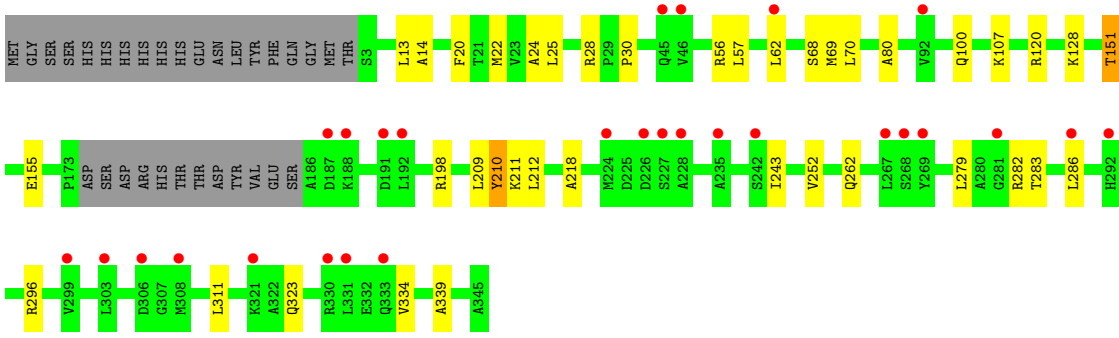 MET GLY SER SER HIS HIS HIS HIS HIS HIS GLU ASN LEU TYR PHE GLN GLY MET THR S3 L13 A14 F20 T21 M22 V23 A24 L25 R28 P29 P30 Q45 V46 R56 L57 L62 S68 M69 L70 A80 V92 Q100 K107 R120 K128 T151
E155 P173 ASP SER ASP ARG HIS THR THR ASP TYR VAL GLU SER A186 D187 K188 D191 L192 R198 L209 Y210 K211 L212 A218 M224 D225 D226 S227 A228 A235 S242 I243 V252 Q262 L267 S268 Y269 L279 A280 G281 R282 T283 L286 H292
R296 V299 L303 D306 G307 M308 L311 K321 A322 Q323 R330 L331 E332 Q333 V334 A339 A345